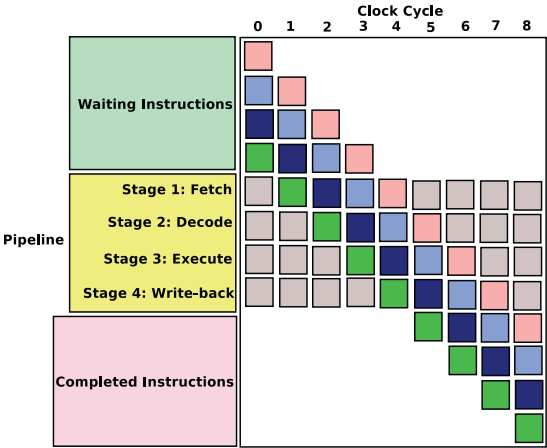 Clock Cycle
0 1 2 3 4 5 6 7 8
Waiting Instructions
Stage 1: Fetch
Stage 2: Decode
Pipeline
Stage 3: Execute
Stage 4: Write-back
Completed Instructions